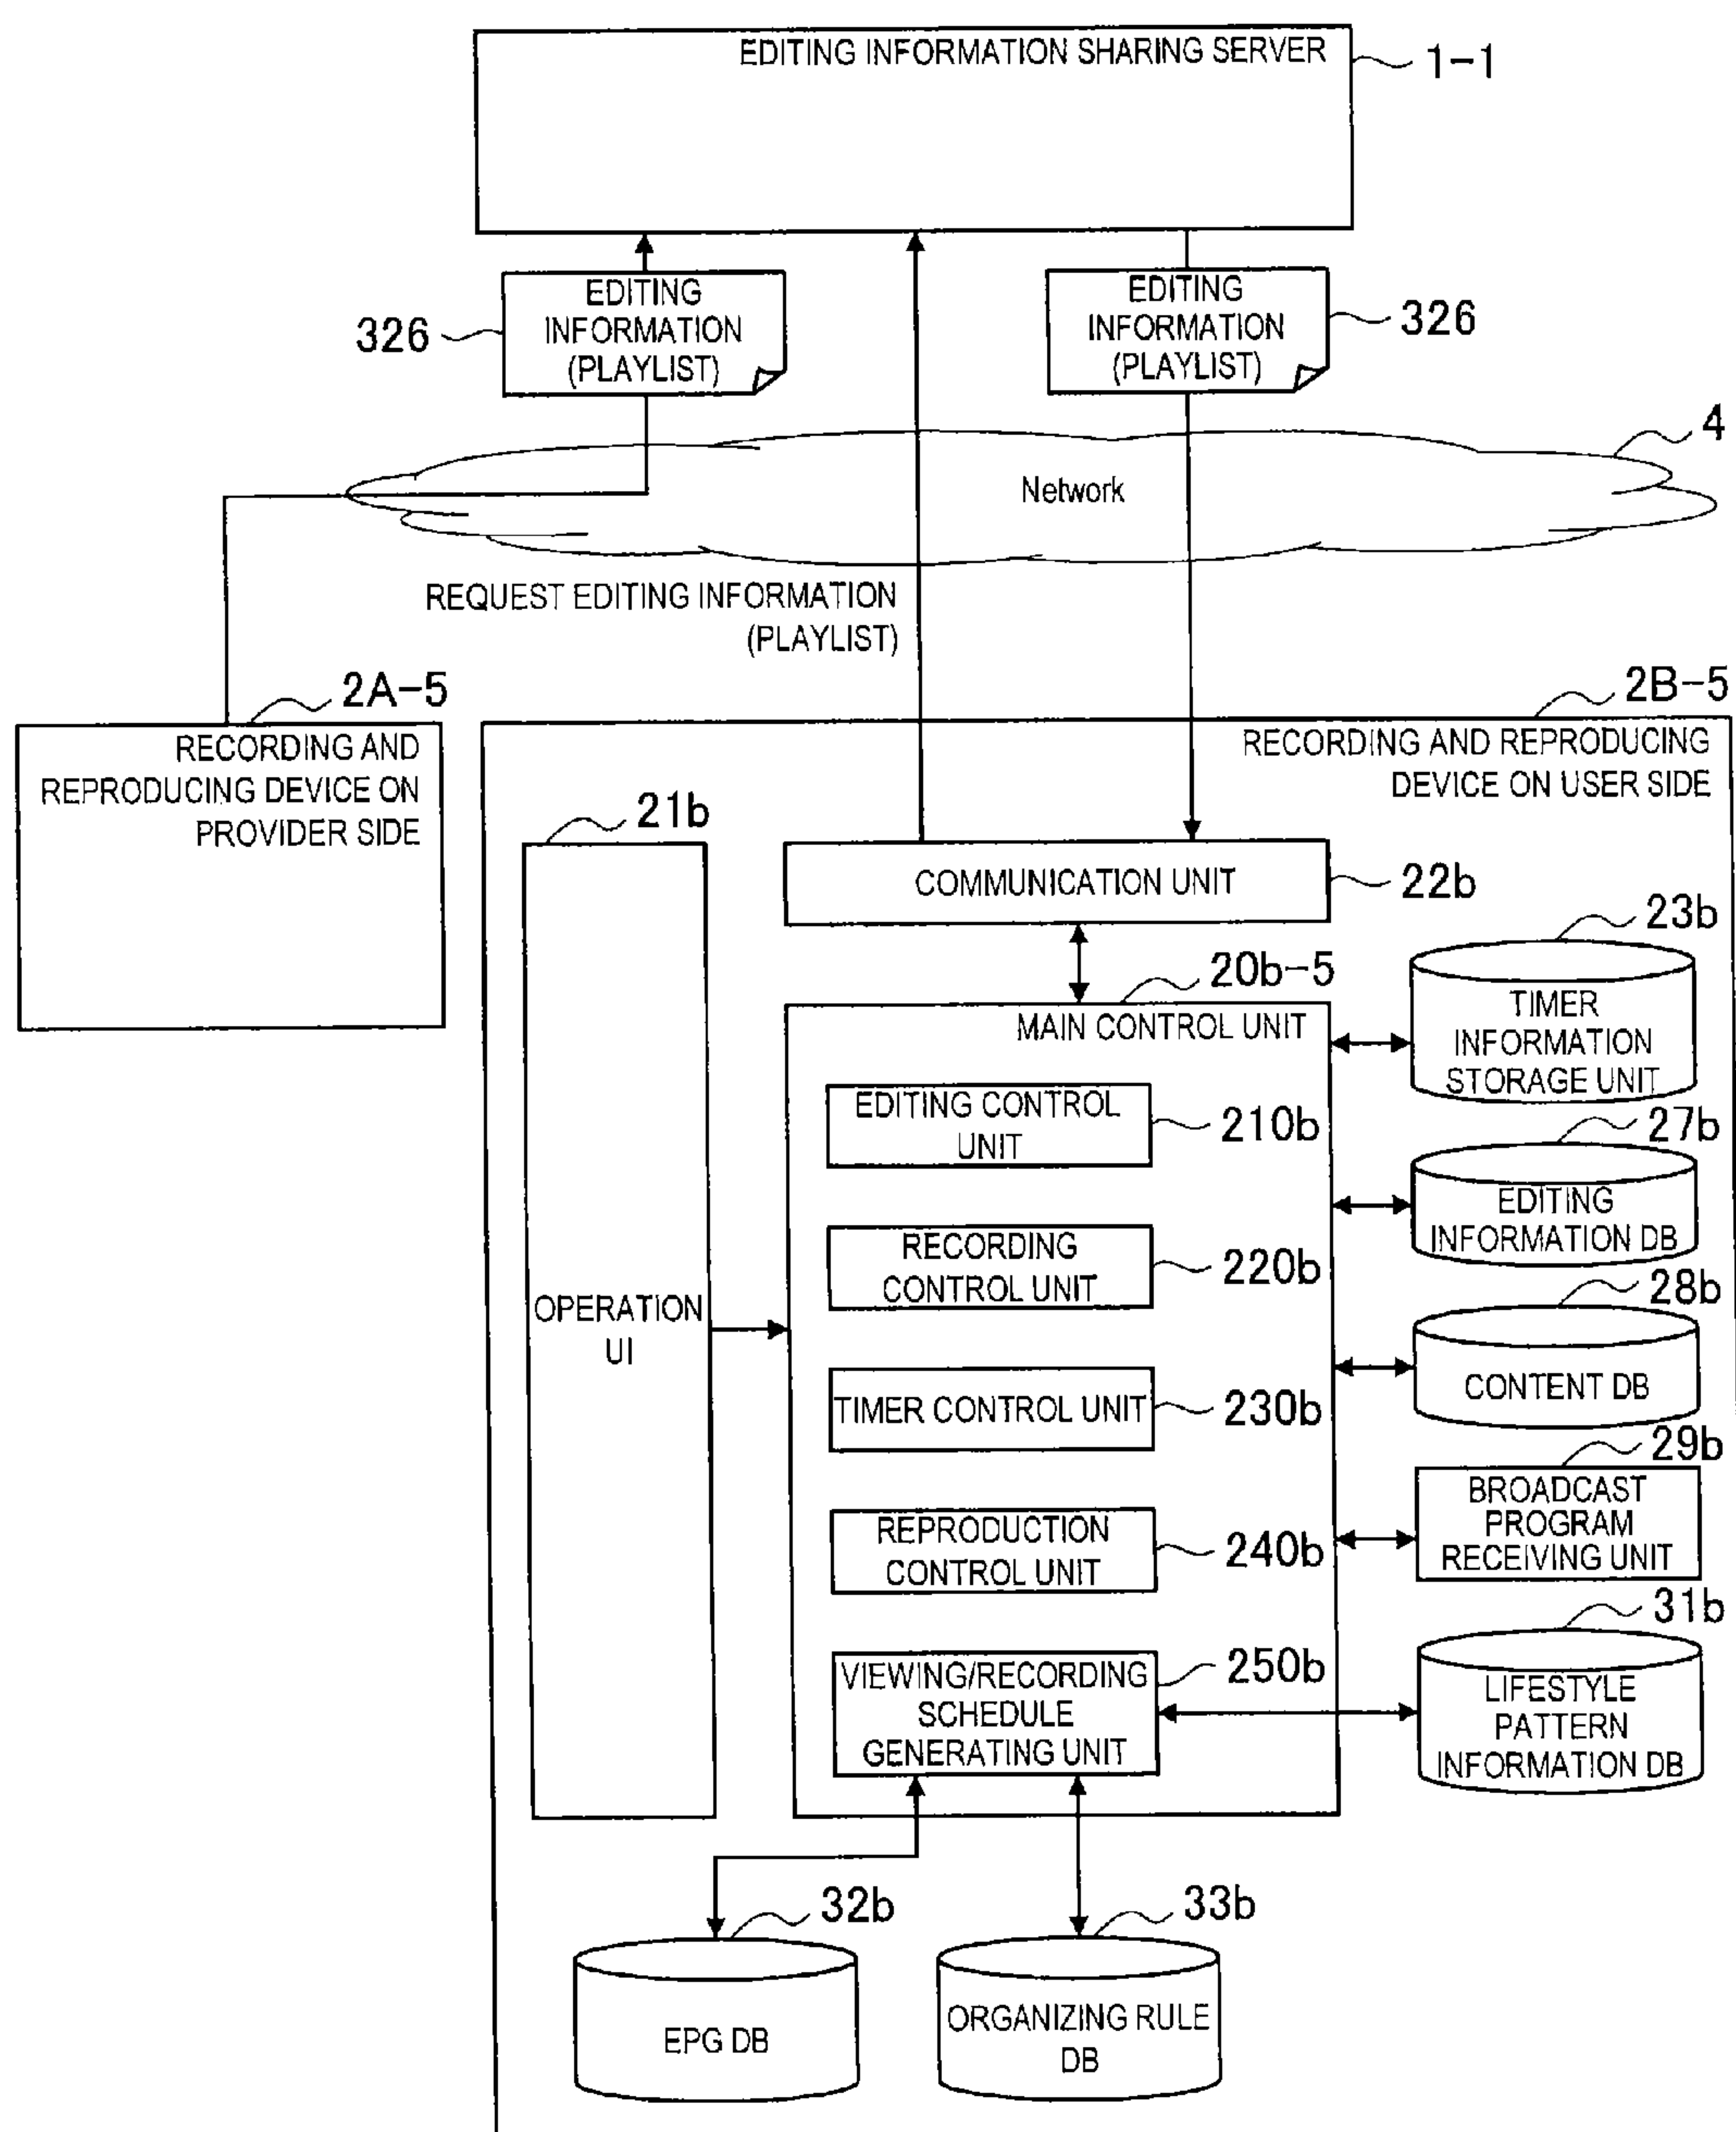 EDITING INFORMATION SHARING SERVER
1-1
EDITING
INFORMATION
(PLAYLIST)
326
EDITING
INFORMATION
(PLAYLIST)
326
4
Network
REQUEST EDITING INFORMATION
(PLAYLIST)
2A-5
RECORDING AND
REPRODUCING DEVICE ON
PROVIDER SIDE
2B-5
RECORDING AND REPRODUCING
DEVICE ON USER SIDE
21b
OPERATION
UI
COMMUNICATION UNIT
22b
20b-5
MAIN CONTROL UNIT
EDITING CONTROL
UNIT
210b
RECORDING
CONTROL UNIT
220b
TIMER CONTROL UNIT
230b
REPRODUCTION
CONTROL UNIT
240b
VIEWING/RECORDING
SCHEDULE
GENERATING UNIT
250b
23b
TIMER
INFORMATION
STORAGE UNIT
27b
EDITING
INFORMATION DB
28b
CONTENT DB
29b
BROADCAST
PROGRAM
RECEIVING UNIT
31b
LIFESTYLE
PATTERN
INFORMATION DB
32b
EPG DB
33b
ORGANIZING RULE
DB